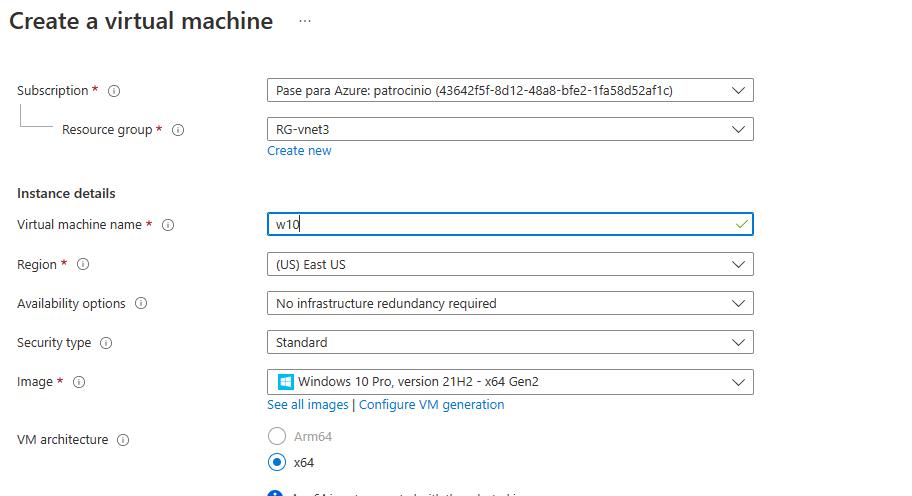 Create a virtual machine ...
Subscription *
Pase para Azure: patrocinio (43642f5f-8d12-48a8-bfe2-1fa58d52af1c)
Resource group *
RG-vnet3
Create new
Instance details
Virtual machine name *
w10
Region *
(US) East US
Availability options
No infrastructure redundancy required
Security type
Standard
Image *
Windows 10 Pro, version 21H2 - x64 Gen2
See all images | Configure VM generation
VM architecture
Arm64
x64